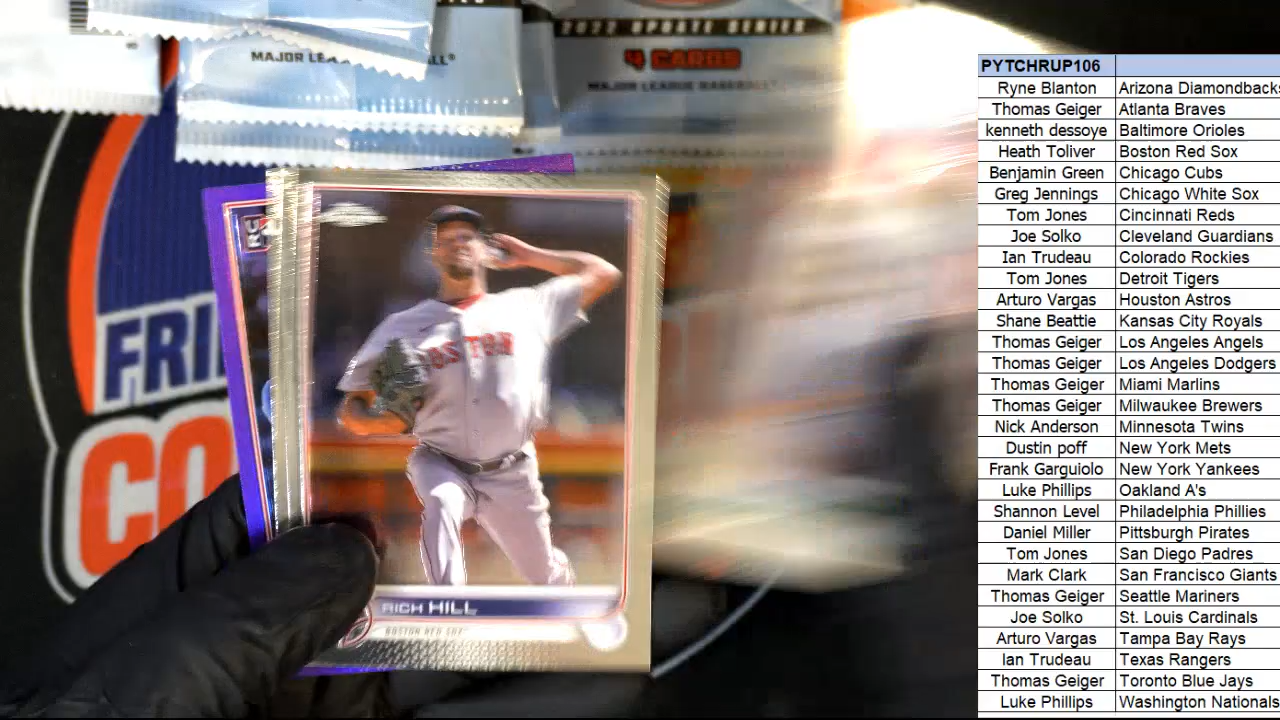 2022 UPDATE SERIES
4 CARDS
MAJOR LEAGUE BASEBALL
MAJOR LEA
FRI
CO
BOSTON
RICH HILL
BOSTON RED SOX
PYTCHRUP106
Ryne Blanton Arizona Diamondbacks
Thomas Geiger Atlanta Braves
kenneth dessoye Baltimore Orioles
Heath Toliver Boston Red Sox
Benjamin Green Chicago Cubs
Greg Jennings Chicago White Sox
Tom Jones Cincinnati Reds
Joe Solko Cleveland Guardians
Ian Trudeau Colorado Rockies
Tom Jones Detroit Tigers
Arturo Vargas Houston Astros
Shane Beattie Kansas City Royals
Thomas Geiger Los Angeles Angels
Thomas Geiger Los Angeles Dodgers
Thomas Geiger Miami Marlins
Thomas Geiger Milwaukee Brewers
Nick Anderson Minnesota Twins
Dustin poff New York Mets
Frank Garguiolo New York Yankees
Luke Phillips Oakland A's
Shannon Level Philadelphia Phillies
Daniel Miller Pittsburgh Pirates
Tom Jones San Diego Padres
Mark Clark San Francisco Giants
Thomas Geiger Seattle Mariners
Joe Solko St. Louis Cardinals
Arturo Vargas Tampa Bay Rays
Ian Trudeau Texas Rangers
Thomas Geiger Toronto Blue Jays
Luke Phillips Washington Nationals